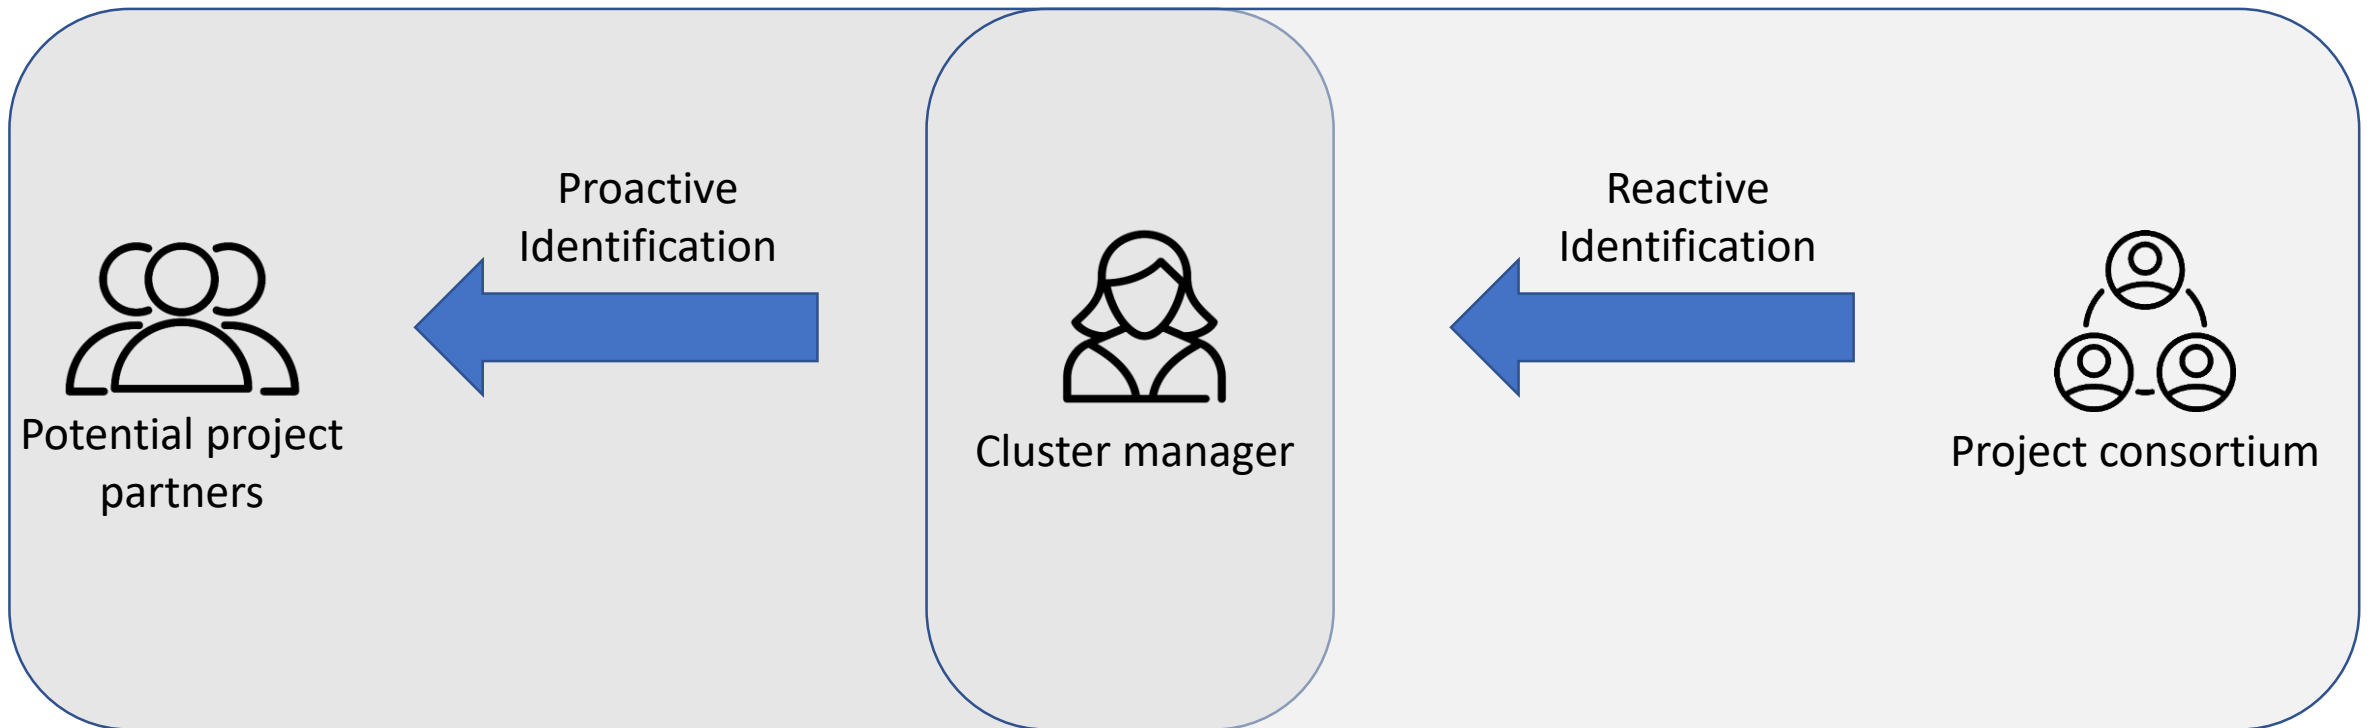 Proactive
Identification
Reactive
Identification
Potential project
partners
Cluster manager
Project consortium